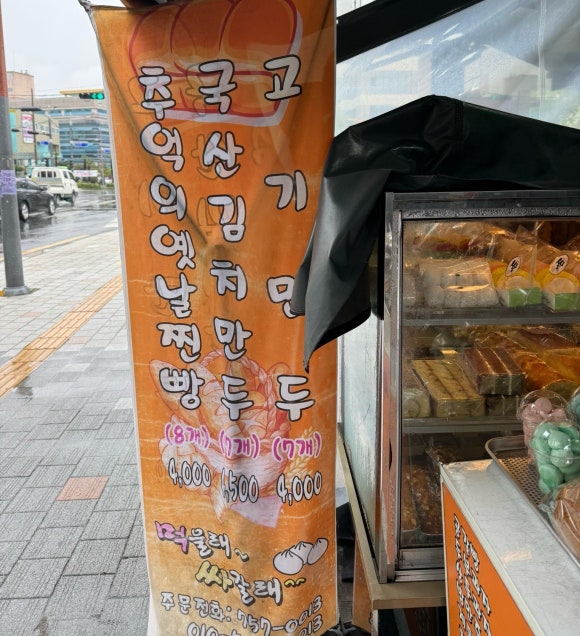 추억의옛날찐빵
(8개)
4,000
국산김치만두
(1개)
1,500
고기만두
(7개)
4,000
먹을래~
싸갈래~
주문전화: 757-0013